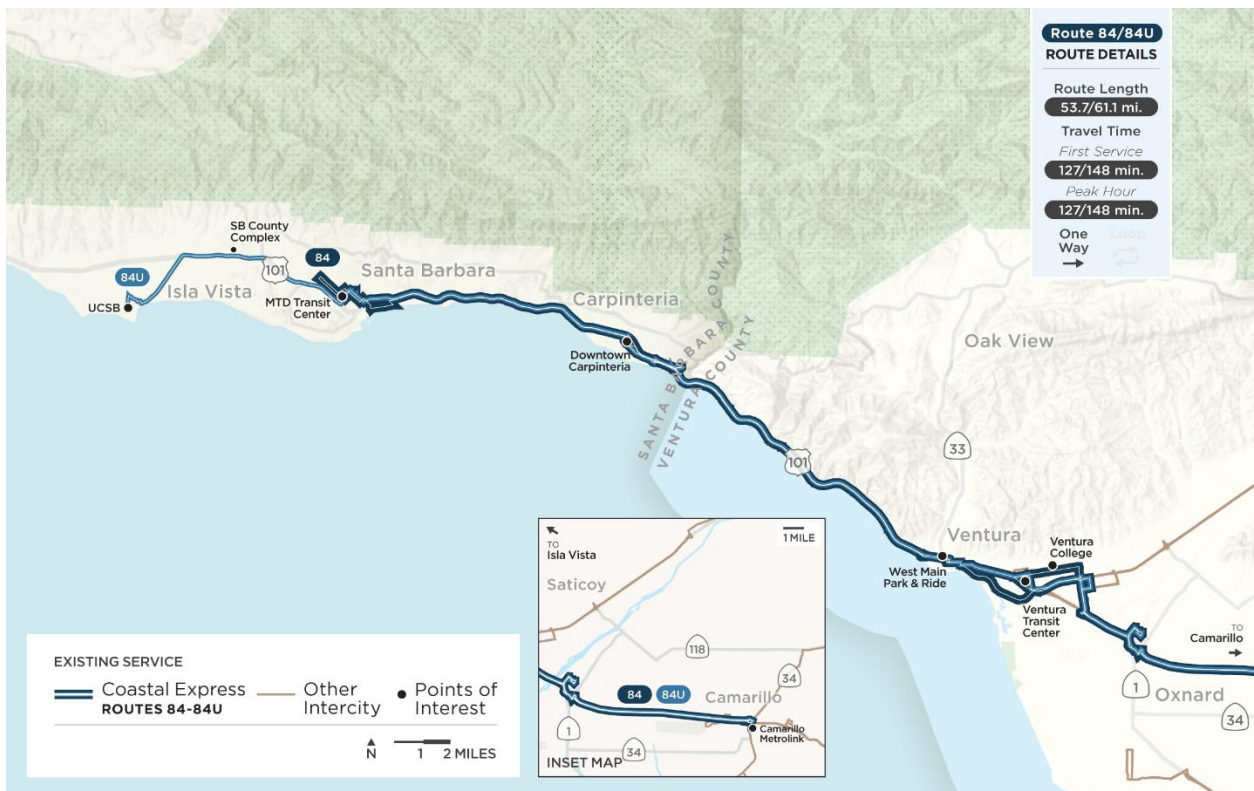 Route 84/84U
ROUTE DETAILS
Route Length
53.7/61.1 mi.
Travel Time
First Service
127/148 min.
Peak Hour
127/148 min.
One
Way
Loop
SB County
Complex
84U
84
101
Santa Barbara
Isla Vista
UCSB
MTD Transit
Center
Carpinteria
Downtown
Carpinteria
SANTA BARBARA COUNTY
VENTURA COUNTY
Oak View
33
101
Ventura
Ventura
College
West Main
Park & Ride
Ventura
Transit
Center
TO
Camarillo
1
Oxnard
34
EXISTING SERVICE
Coastal Express
ROUTES 84-84U
Other
Intercity
Points of
Interest
N
1 2 MILES
TO
Isla Vista
1 MILE
Saticoy
118
34
84
84U
Camarillo
1
34
Camarillo
Metrolink
INSET MAP